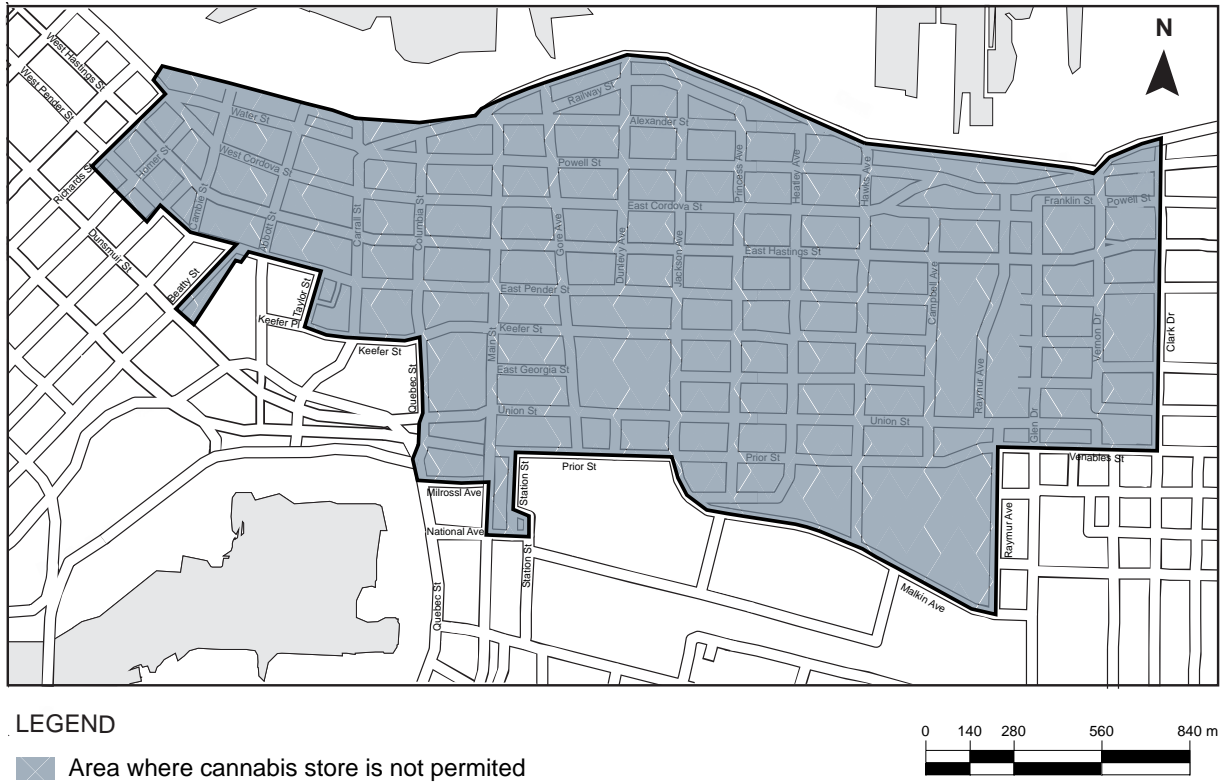 N
West Hastings St
West Pender St
Water St
Railway St
Alexander St
West Cordova St
Homer St
Powell St
Princess Ave
Heatley Ave
Hawks Ave
Richards St
Cambie St
Abbott St
Carrall St
Columbia St
East Cordova St
Franklin St
Powell St
Dunsmuir St
Gore Ave
Dunlevy Ave
Jackson Ave
East Hastings St
Beatty St
Taylor St
East Pender St
Campbell Ave
Keefer Pl
Keefer St
Main St
Keefer St
Vernon Dr
Clark Dr
East Georgia St
Quebec St
Raymur Ave
Union St
Union St
Glen Dr
Prior St
Prior St
Venables St
Station St
Milrossl Ave
National Ave
Raymur Ave
Station St
Quebec St
Malkin Ave
LEGEND
Area where cannabis store is not permited
0 140 280 560 840 m